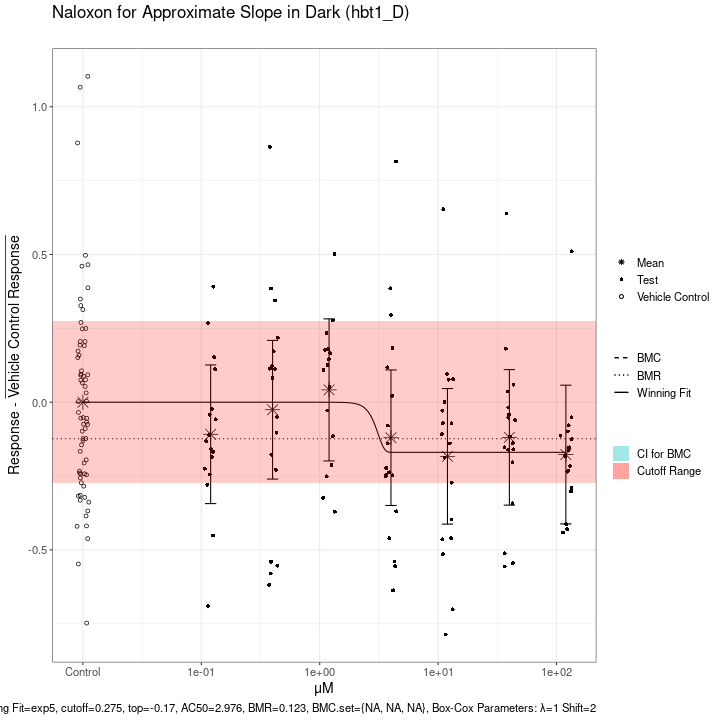 Naloxon for Approximate Slope in Dark (hbt1_D)
Response - Vehicle Control Response
1.0
0.5
0.0
-0.5
Control
1e-01
1e+00
1e+01
1e+02
μM
Mean
Test
Vehicle Control
BMC
BMR
Winning Fit
CI for BMC
Cutoff Range
Fit=exp5, cutoff=0.275, top=-0.17, AC50=2.976, BMR=0.123, BMC.set={NA, NA, NA}, Box-Cox Parameters: λ=1 Shift=2